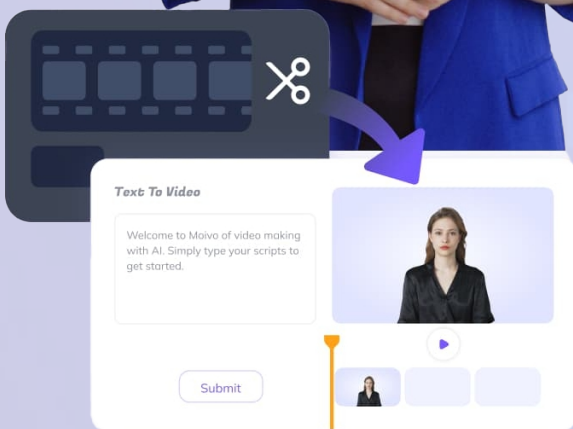 Text To Video
Welcome to Moivo of video making
with AI. Simply type your scripts to
get started.
Submit